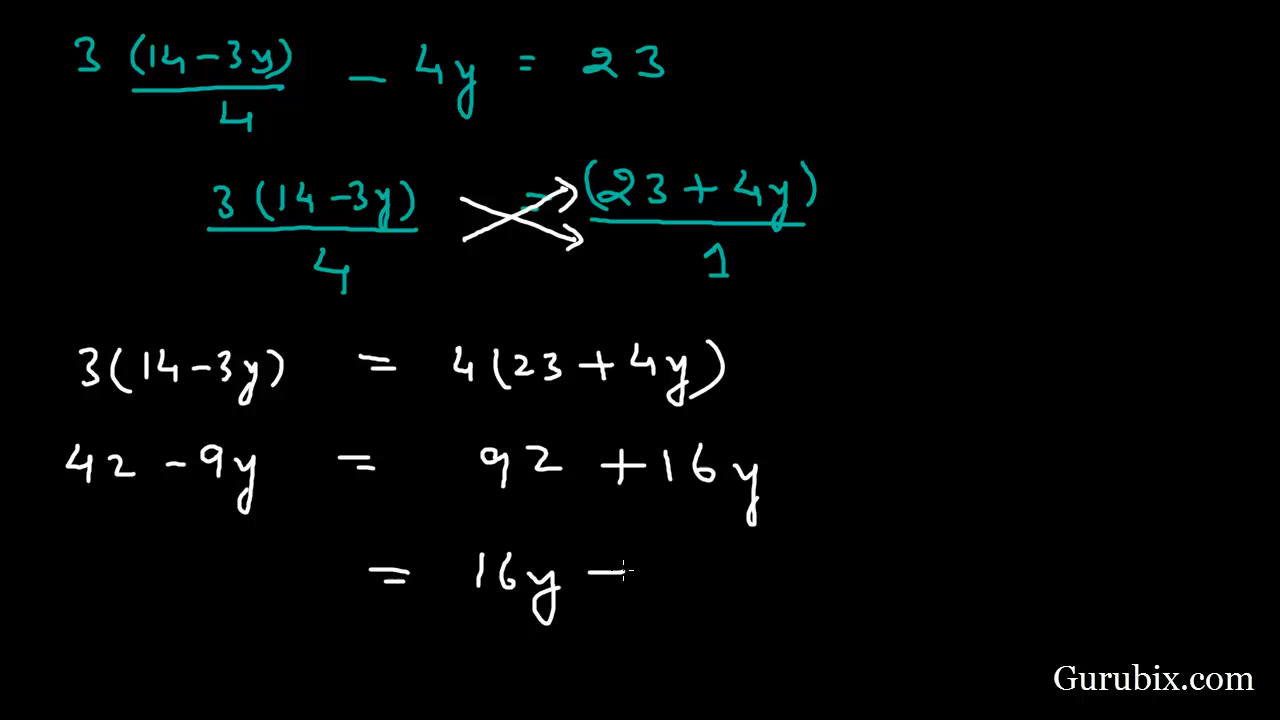 3 (14 - 3y)/4 - 4y = 23
3 (14 - 3y)/4 = (23 + 4y)/1
3(14 - 3y) = 4(23 + 4y)
42 - 9y = 92 + 16y
= 16y -
Gurubix.com